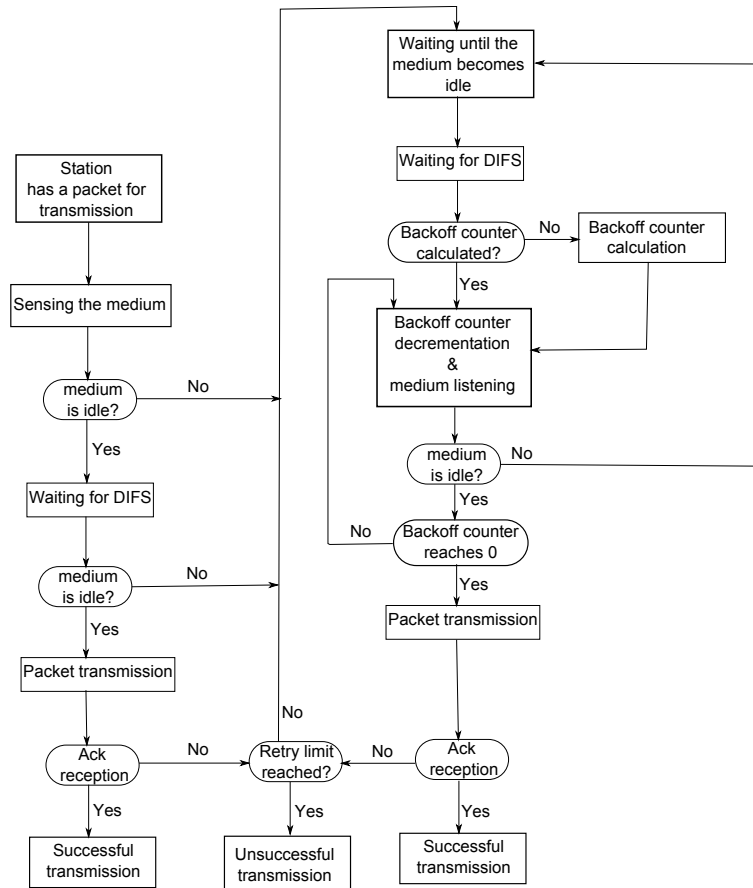 Waiting until the
medium becomes
idle
Waiting for DIFS
Station
has a packet for
transmission
Backoff counter
calculated?
No
Backoff counter
calculation
Yes
Sensing the medium
Backoff counter
decrementation
&
medium listening
medium
is idle?
No
Yes
medium
is idle?
No
Yes
Waiting for DIFS
Backoff counter
reaches 0
No
Yes
medium
is idle?
No
Yes
Packet transmission
Packet transmission
No
Ack
reception
No
Retry limit
reached?
No
Ack
reception
Yes
Yes
Yes
Successful
transmission
Unsuccessful
transmission
Successful
transmission